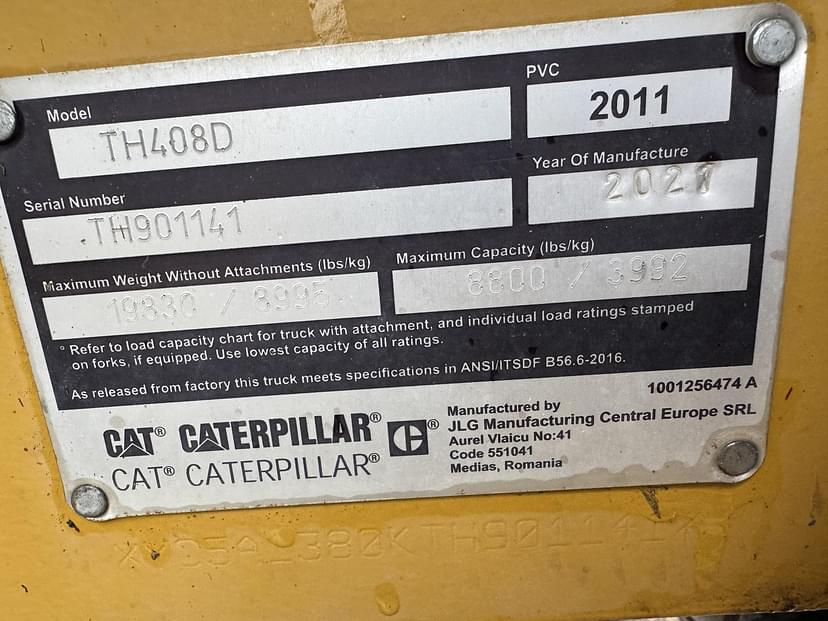 Model
TH408D
PVC
2011
Serial Number
TH901141
Year Of Manufacture
2021
Maximum Weight Without Attachments (lbs/kg)
19830 / 8995
Maximum Capacity (lbs/kg)
8800 / 3992
° Refer to load capacity chart for truck with attachment, and individual load ratings stamped
on forks, if equipped. Use lowest capacity of all ratings.
As released from factory this truck meets specifications in ANSI/ITSDF B56.6-2016.
1001256474 A
CAT® CATERPILLAR® C®
CAT® CATERPILLAR®
Manufactured by
JLG Manufacturing Central Europe SRL
Aurel Vlaicu No:41
Code 551041
Medias, Romania